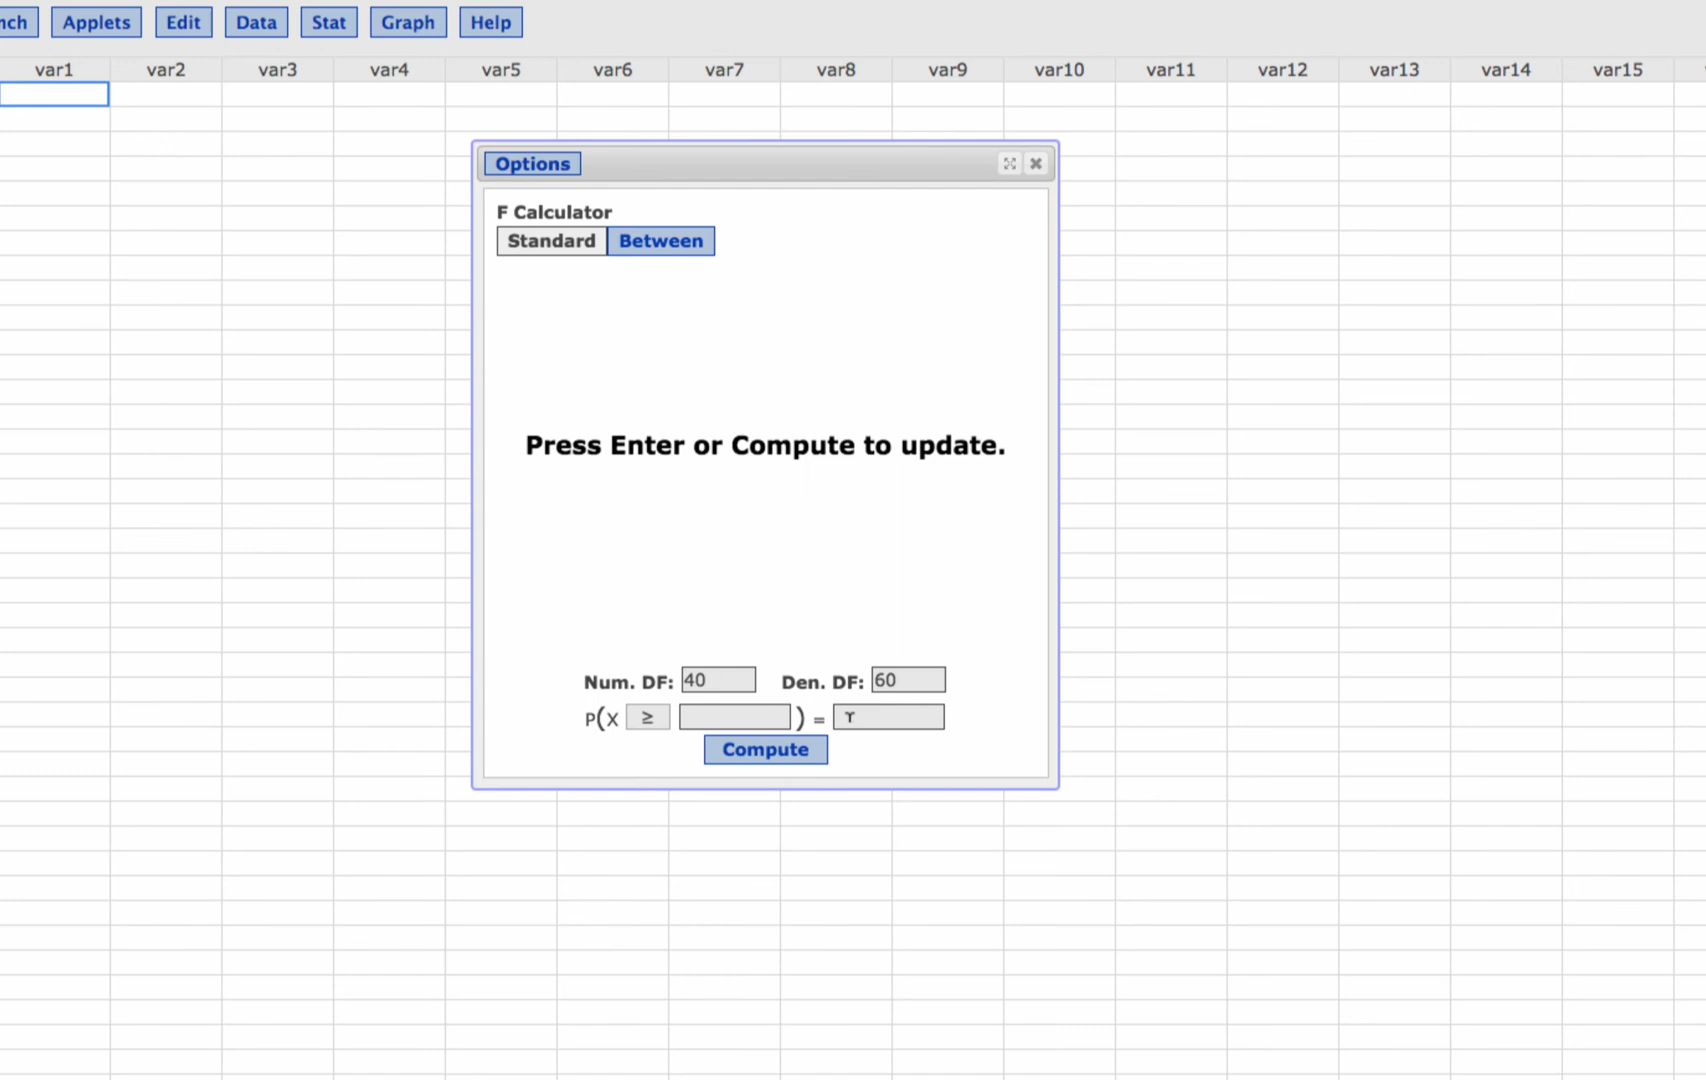 nch Applets Edit Data Stat Graph Help
var1 var2 var3 var4 var5 var6 var7 var8 var9 var10 var11 var12 var13 var14 var15
Options
F Calculator
Standard Between
Press Enter or Compute to update.
Num. DF: 40 Den. DF: 60
P(X ≥ ) =
Compute